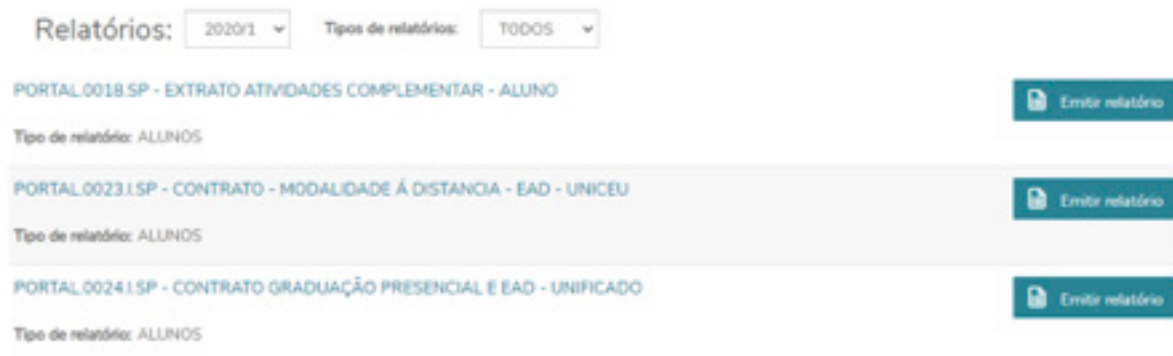 Relatórios: 2020/1 Tipos de relatórios: TODOS
PORTAL.0018.SP - EXTRATO ATIVIDADES COMPLEMENTAR - ALUNO
Emitir relatório
Tipo de relatório: ALUNOS
PORTAL.0023.I.SP - CONTRATO - MODALIDADE Á DISTANCIA - EAD - UNICEU
Emitir relatório
Tipo de relatório: ALUNOS
PORTAL.0024.I.SP - CONTRATO GRADUAÇÃO PRESENCIAL E EAD - UNIFICADO
Emitir relatório
Tipo de relatório: ALUNOS